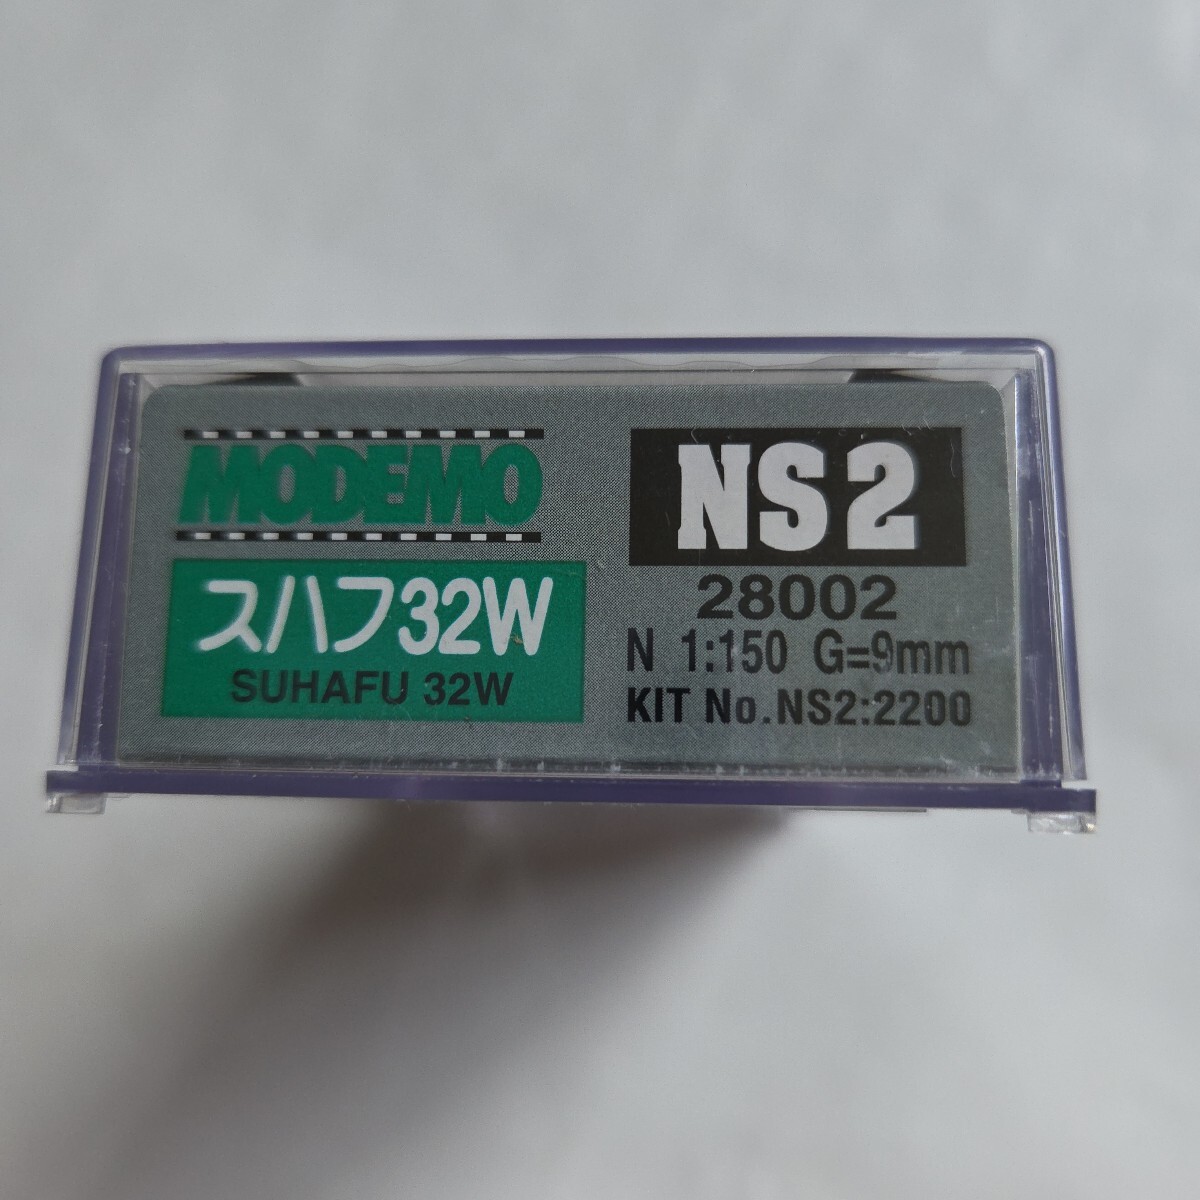 MODEMO
スハフ32W
SUHAFU 32W
NS2
28002
N 1:150 G=9mm
KIT No.NS2:2200